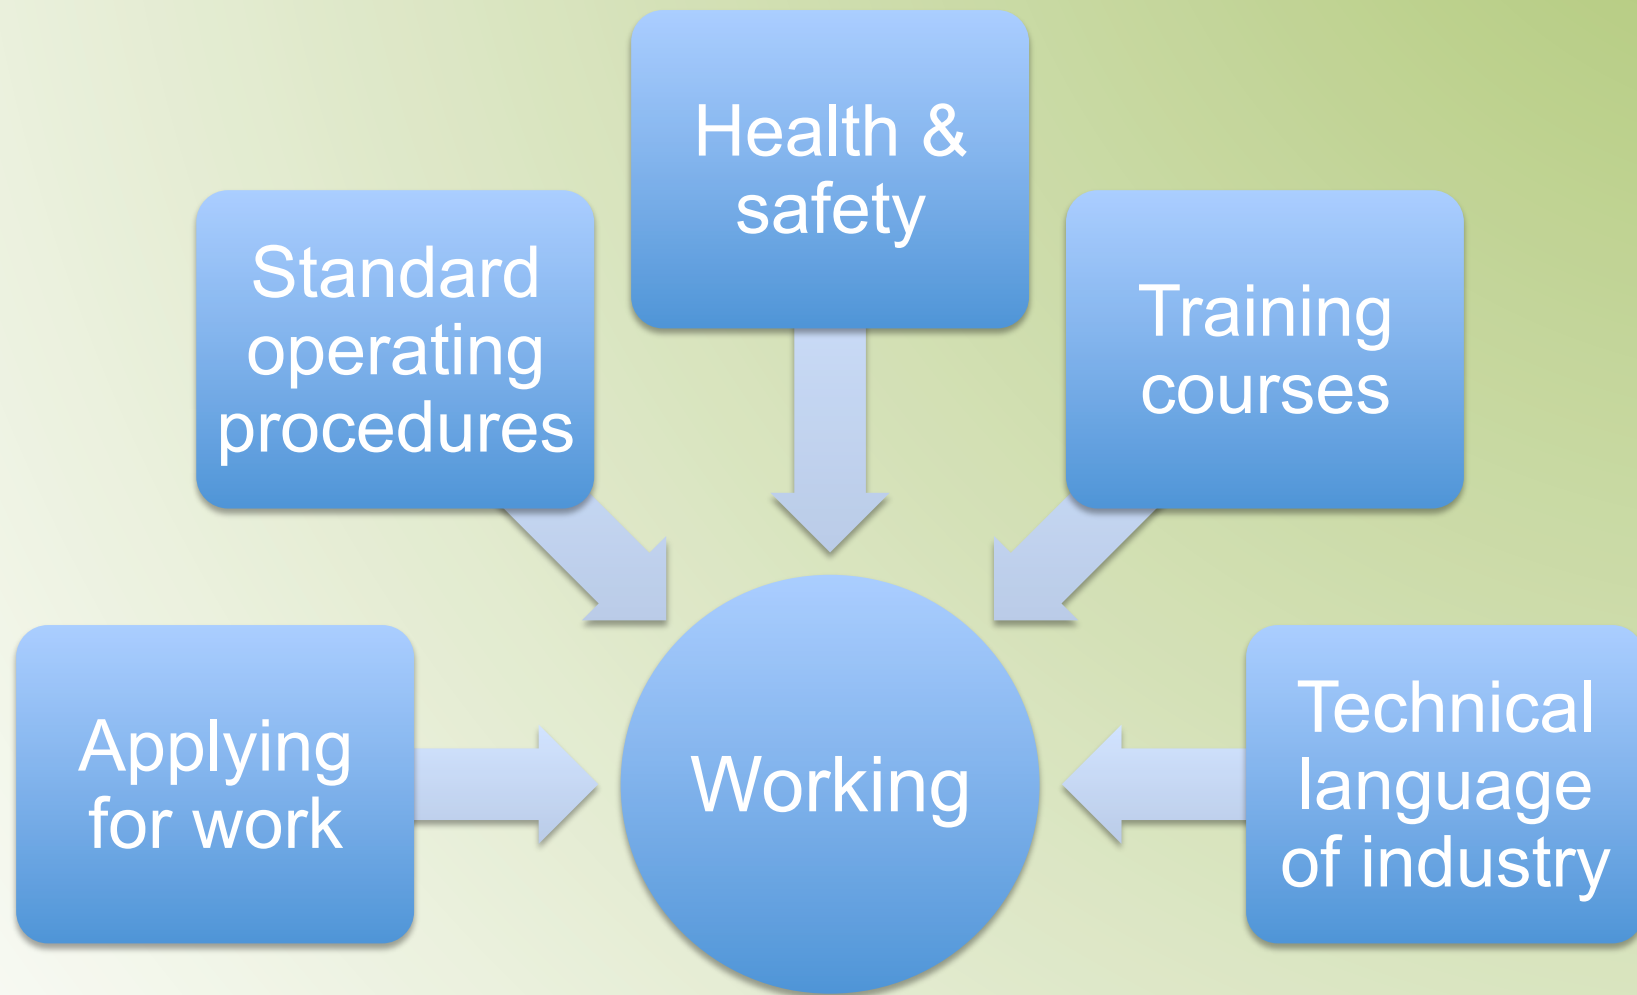 Health &
safety
Standard
operating
procedures
Training
courses
Applying
for work
Working
Technical
language
of industry